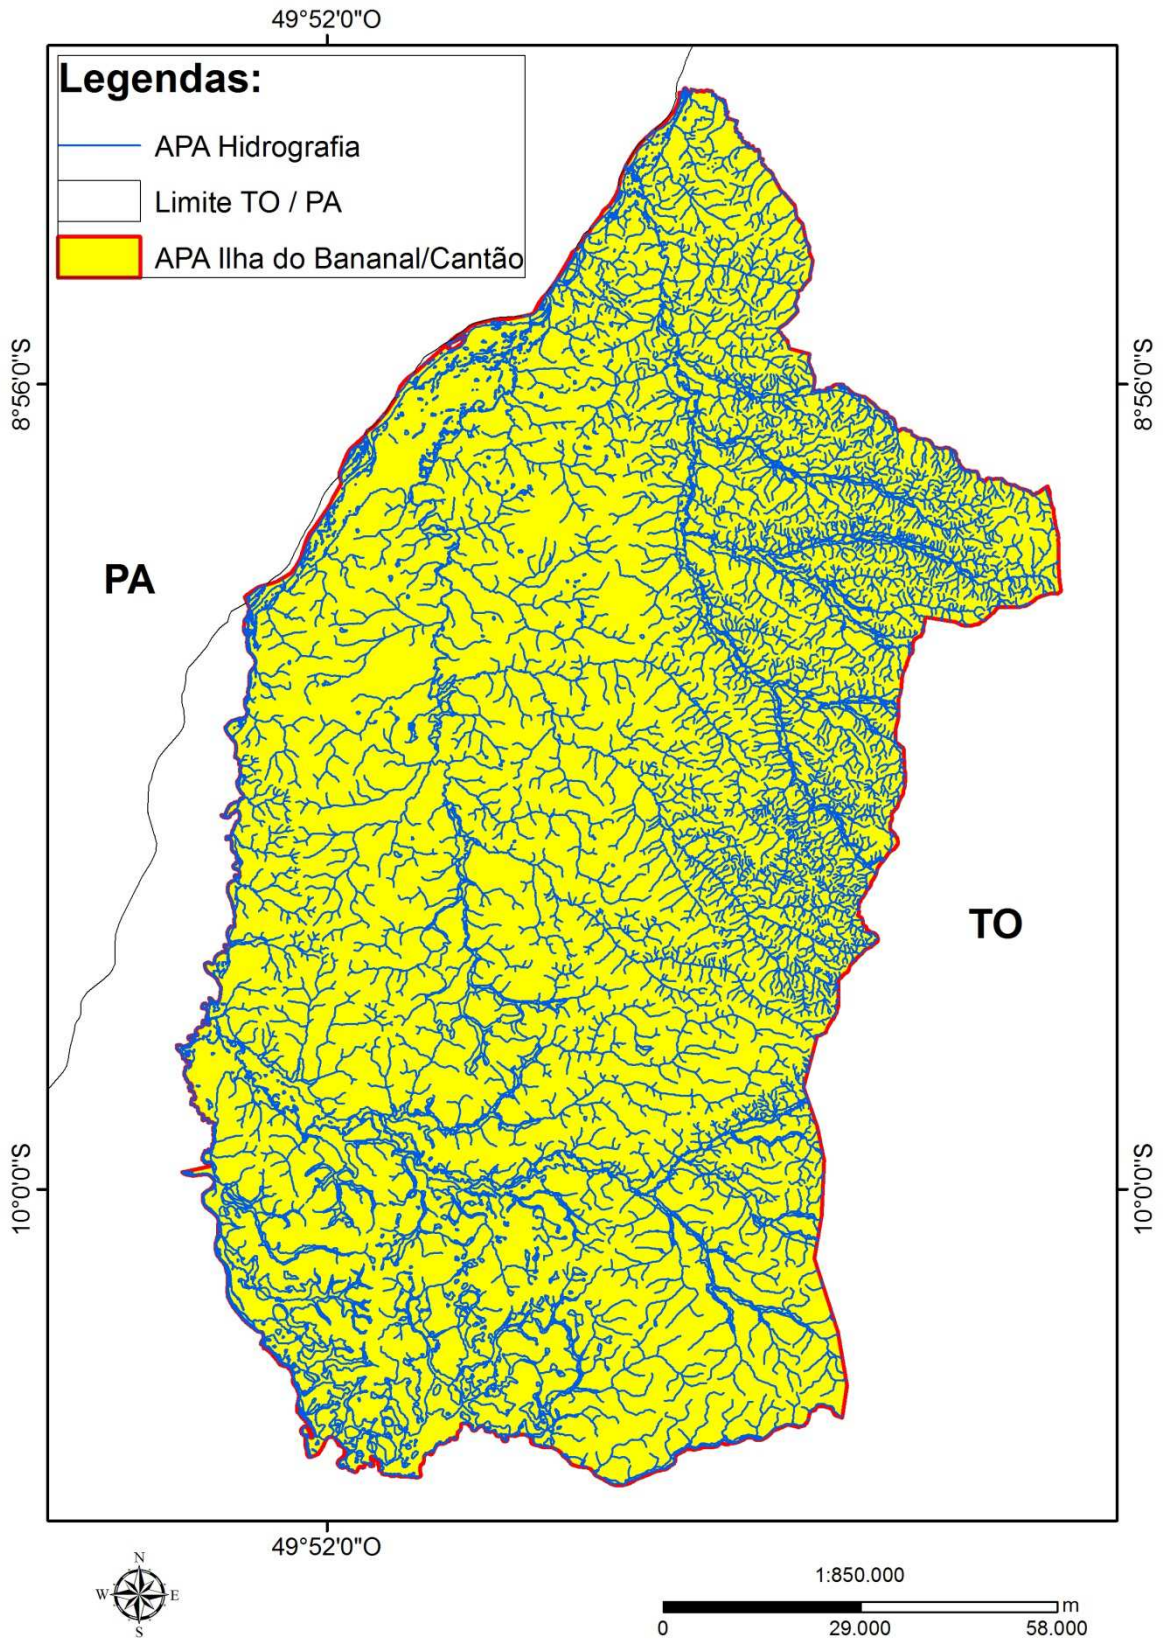 49°52'0"O
Legendas:
APA Hidrografia
Limite TO / PA
APA Ilha do Bananal/Cantão
8°56'0"S
8°56'0"S
PA
TO
10°0'0"S
10°0'0"S
49°52'0"O
N
W
E
S
1:850.000
m
0
29.000
58.000